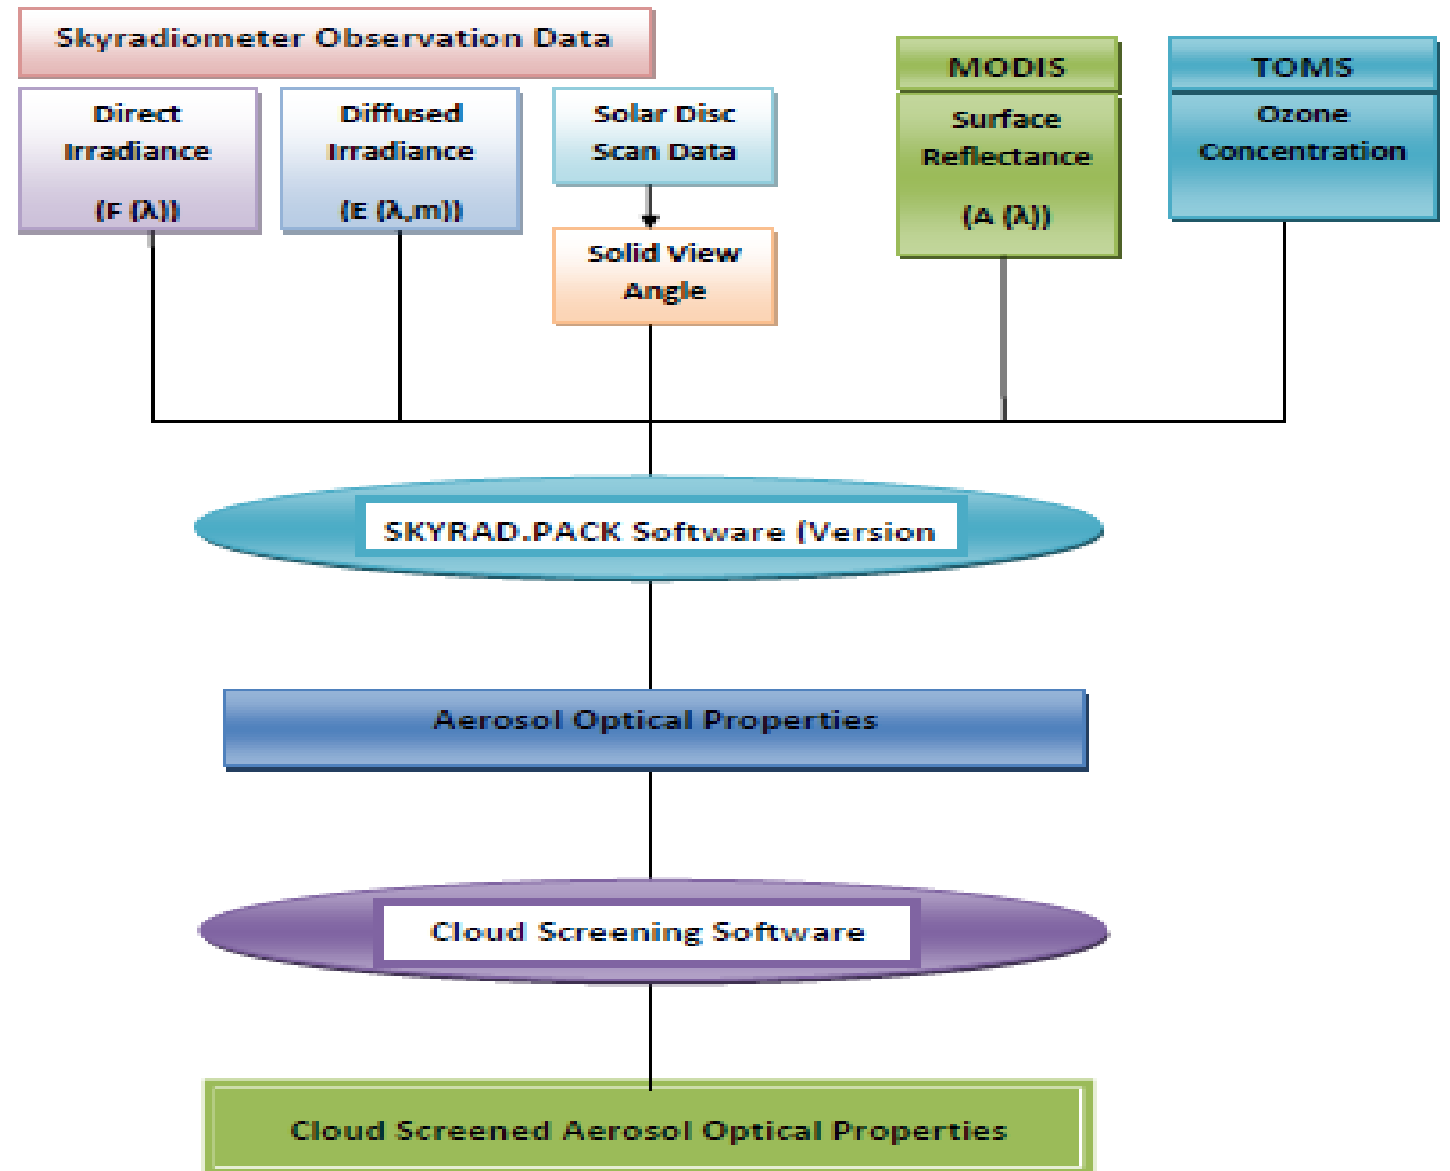 Skyradiometer Observation Data
Direct
Irradiance
(F (λ))
Diffused
Irradiance
(E (λ,m))
Solar Disc
Scan Data
Solid View
Angle
MODIS
Surface
Reflectance
(A (λ))
TOMS
Ozone
Concentration
SKYRAD.PACK Software (Version
Aerosol Optical Properties
Cloud Screening Software
Cloud Screened Aerosol Optical Properties